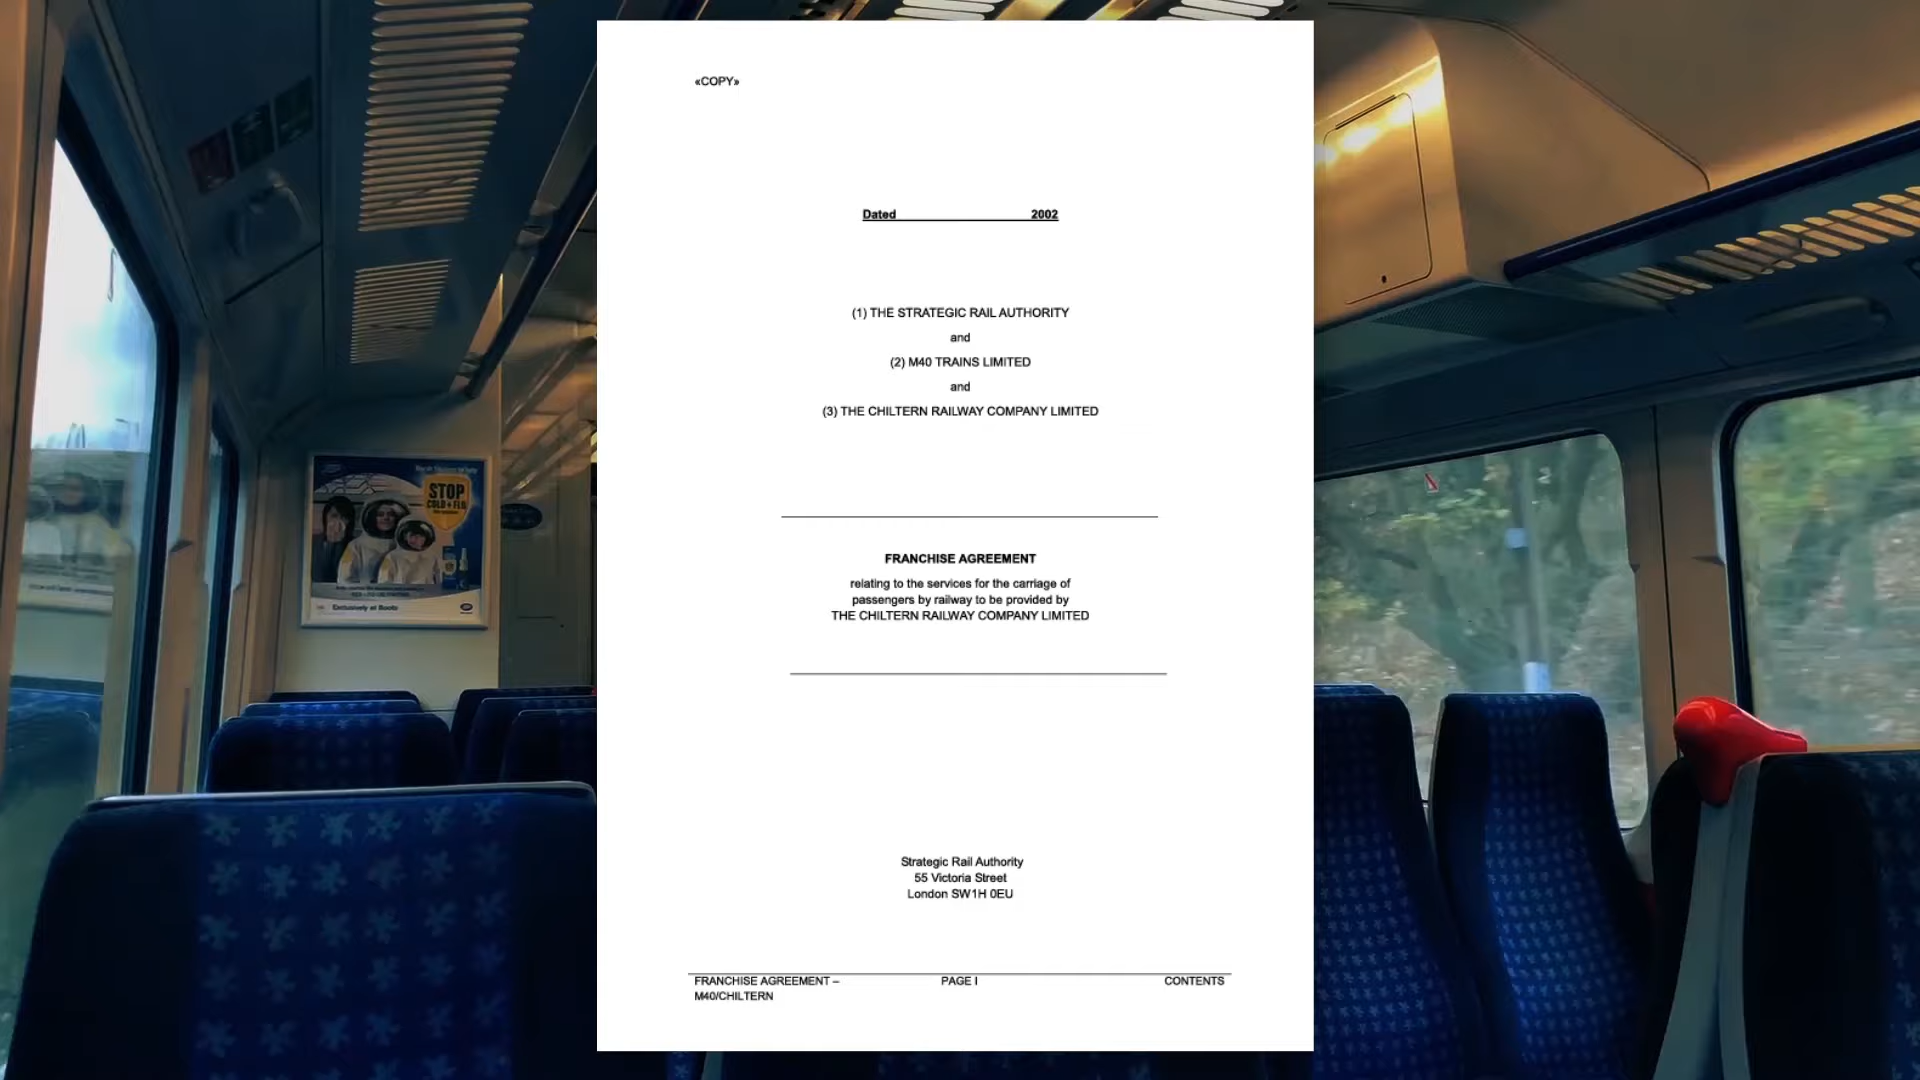 «COPY»
Dated 2002
(1) THE STRATEGIC RAIL AUTHORITY
and
(2) M40 TRAINS LIMITED
and
(3) THE CHILTERN RAILWAY COMPANY LIMITED
FRANCHISE AGREEMENT
relating to the services for the carriage of
passengers by railway to be provided by
THE CHILTERN RAILWAY COMPANY LIMITED
Strategic Rail Authority
55 Victoria Street
London SW1H 0EU
FRANCHISE AGREEMENT –
M40/CHILTERN
PAGE I
CONTENTS
STOP
COLD + FLU
Exclusively at Boots